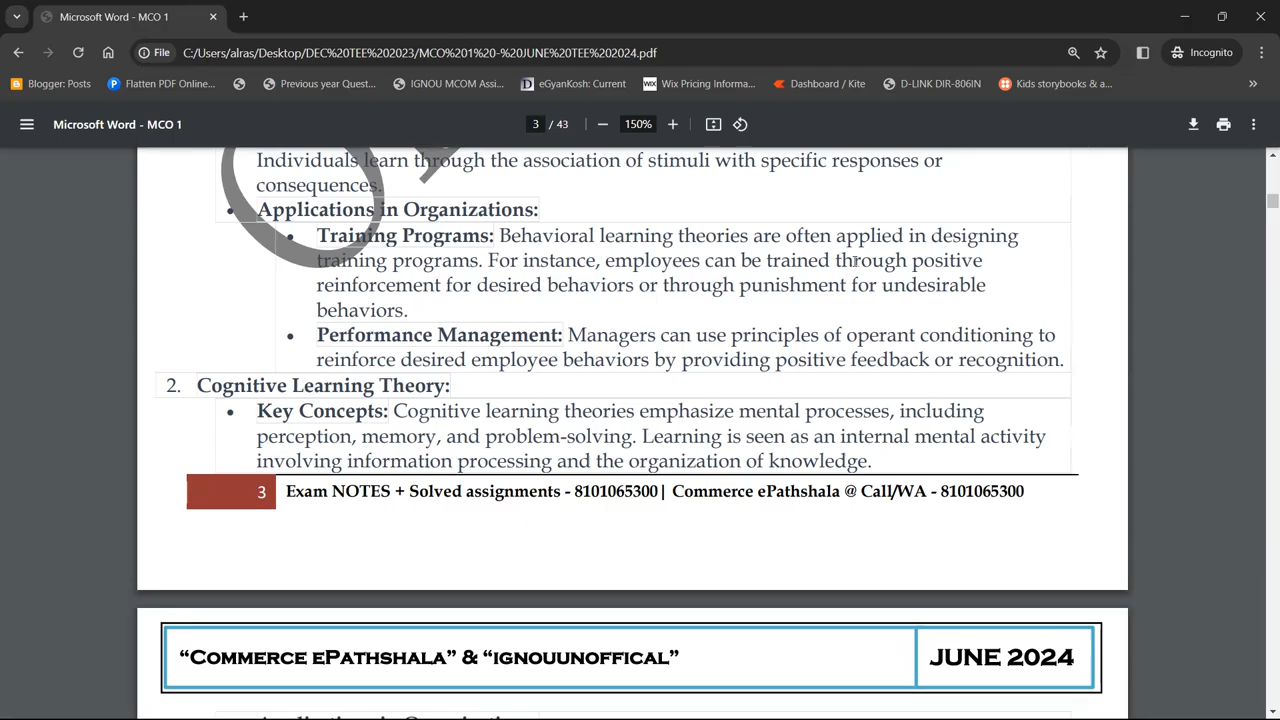 Microsoft Word - MCO 1
File
C:/Users/alras/Desktop/DEC%20TEE%202023/MCO%201%20-%20JUNE%20TEE%202024.pdf
Incognito
Blogger: Posts
Flatten PDF Online...
Previous year Quest...
IGNOU MCOM Assi...
eGyanKosh: Current
WIX
Wix Pricing Informa...
Dashboard / Kite
D-LINK DIR-806IN
Kids storybooks & a...
Microsoft Word - MCO 1
3 / 43
150%
Individuals learn through the association of stimuli with specific responses or
consequences.
• Applications in Organizations:
• Training Programs: Behavioral learning theories are often applied in designing
training programs. For instance, employees can be trained through positive
reinforcement for desired behaviors or through punishment for undesirable
behaviors.
• Performance Management: Managers can use principles of operant conditioning to
reinforce desired employee behaviors by providing positive feedback or recognition.
2. Cognitive Learning Theory:
• Key Concepts: Cognitive learning theories emphasize mental processes, including
perception, memory, and problem-solving. Learning is seen as an internal mental activity
involving information processing and the organization of knowledge.
3 Exam NOTES + Solved assignments - 8101065300| Commerce ePathshala @ Call/WA - 8101065300
“COMMERCE EPATHSHALA” & “IGNOUUNOFFICAL”
JUNE 2024